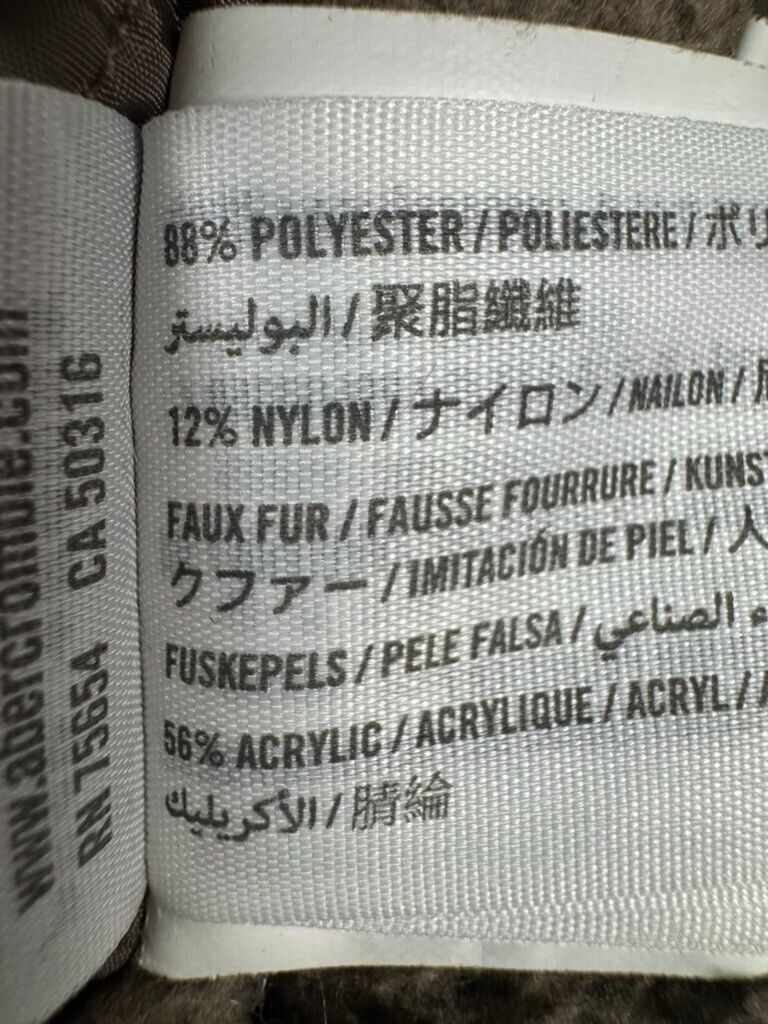 www.abercrombie.com
RN 75654 CA 50316
88% POLYESTER / POLIESTERE / ポリ
البوليستر / 聚脂纖維
12% NYLON / ナイロン / NAILON /
FAUX FUR / FAUSSE FOURRURE / KUNST
クファー / IMITACIÓN DE PIEL / 人
FUSKEPELS / PELE FALSA / الصناعي
56% ACRYLIC / ACRYLIQUE / ACRYL /
الأكريليك / 腈綸